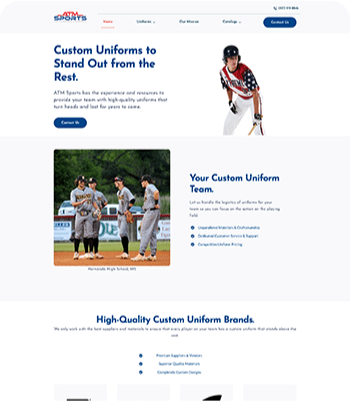 ATM
SPORTS
Home
Uniforms
Our Mission
Catalogs
Contact Us
Custom Uniforms to
Stand Out from the
Rest.
ATM Sports has the experience and resources to
provide your team with high-quality uniforms that
turn heads and last for years to come.
Contact Us
Your Custom Uniform
Team.
Let us handle the logistics of uniforms for your
team so you can focus on the action on the playing
field.
Unparalleled Materials & Craftsmanship
Dedicated Customer Service & Support
Competitive Uniform Pricing
Hernando High School, MS
High-Quality Custom Uniform Brands.
We only work with the best suppliers and materials to ensure that every player on your team has a custom uniform that stands above the
rest.
Premium Suppliers & Vendors
Superior Quality Materials
Completely Custom Designs